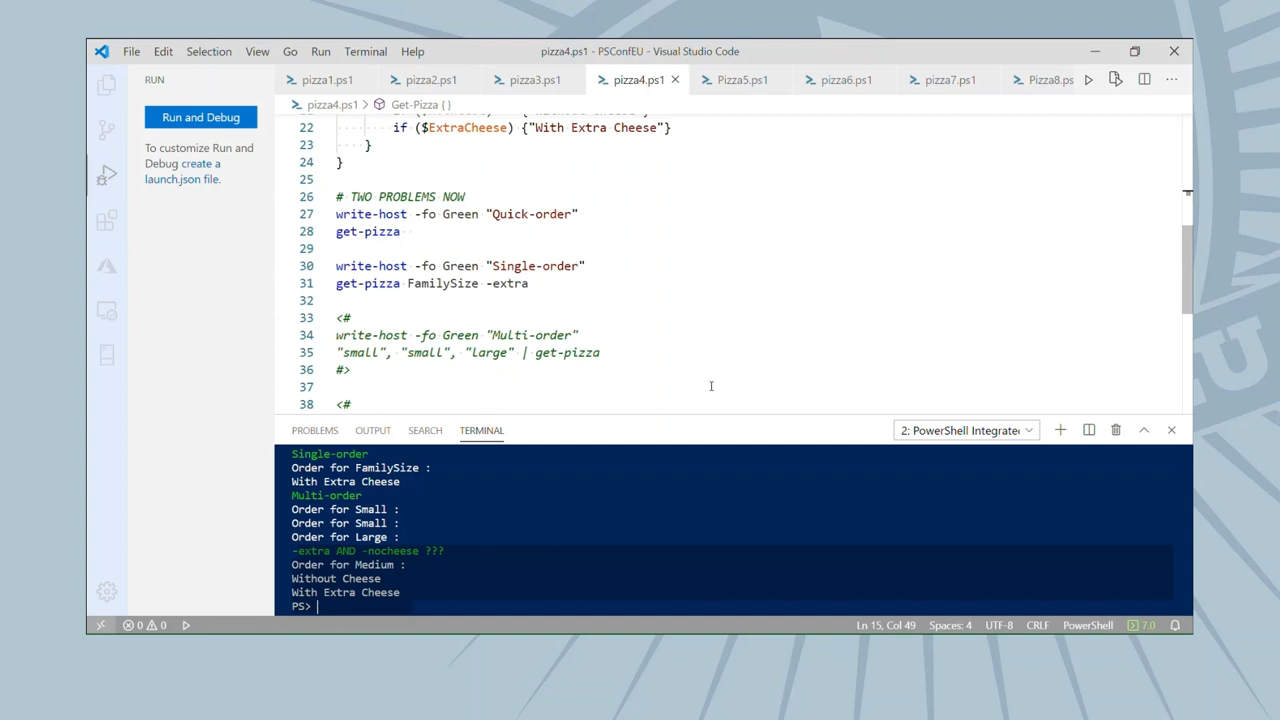 File Edit Selection View Go Run Terminal Help pizza4.ps1 - PSConfEU - Visual Studio Code
RUN
pizza1.ps1 pizza2.ps1 pizza3.ps1 pizza4.ps1 Pizza5.ps1 pizza6.ps1 pizza7.ps1 Pizza8.ps
pizza4.ps1 > Get-Pizza { }
Run and Debug
To customize Run and
Debug create a
launch.json file.
22 if ($ExtraCheese) {"With Extra Cheese"}
23 }
24 }
25
26 # TWO PROBLEMS NOW
27 write-host -fo Green "Quick-order"
28 get-pizza
29
30 write-host -fo Green "Single-order"
31 get-pizza FamilySize -extra
32
33 <#
34 write-host -fo Green "Multi-order"
35 "small", "small", "large" | get-pizza
36 #>
37
38 <#
PROBLEMS OUTPUT SEARCH TERMINAL 2: PowerShell Integrate
Single-order
Order for FamilySize :
With Extra Cheese
Multi-order
Order for Small :
Order for Small :
Order for Large :
-extra AND -nocheese ???
Order for Medium :
Without Cheese
With Extra Cheese
PS>
0 0 Ln 15, Col 49 Spaces: 4 UTF-8 CRLF PowerShell 7.0